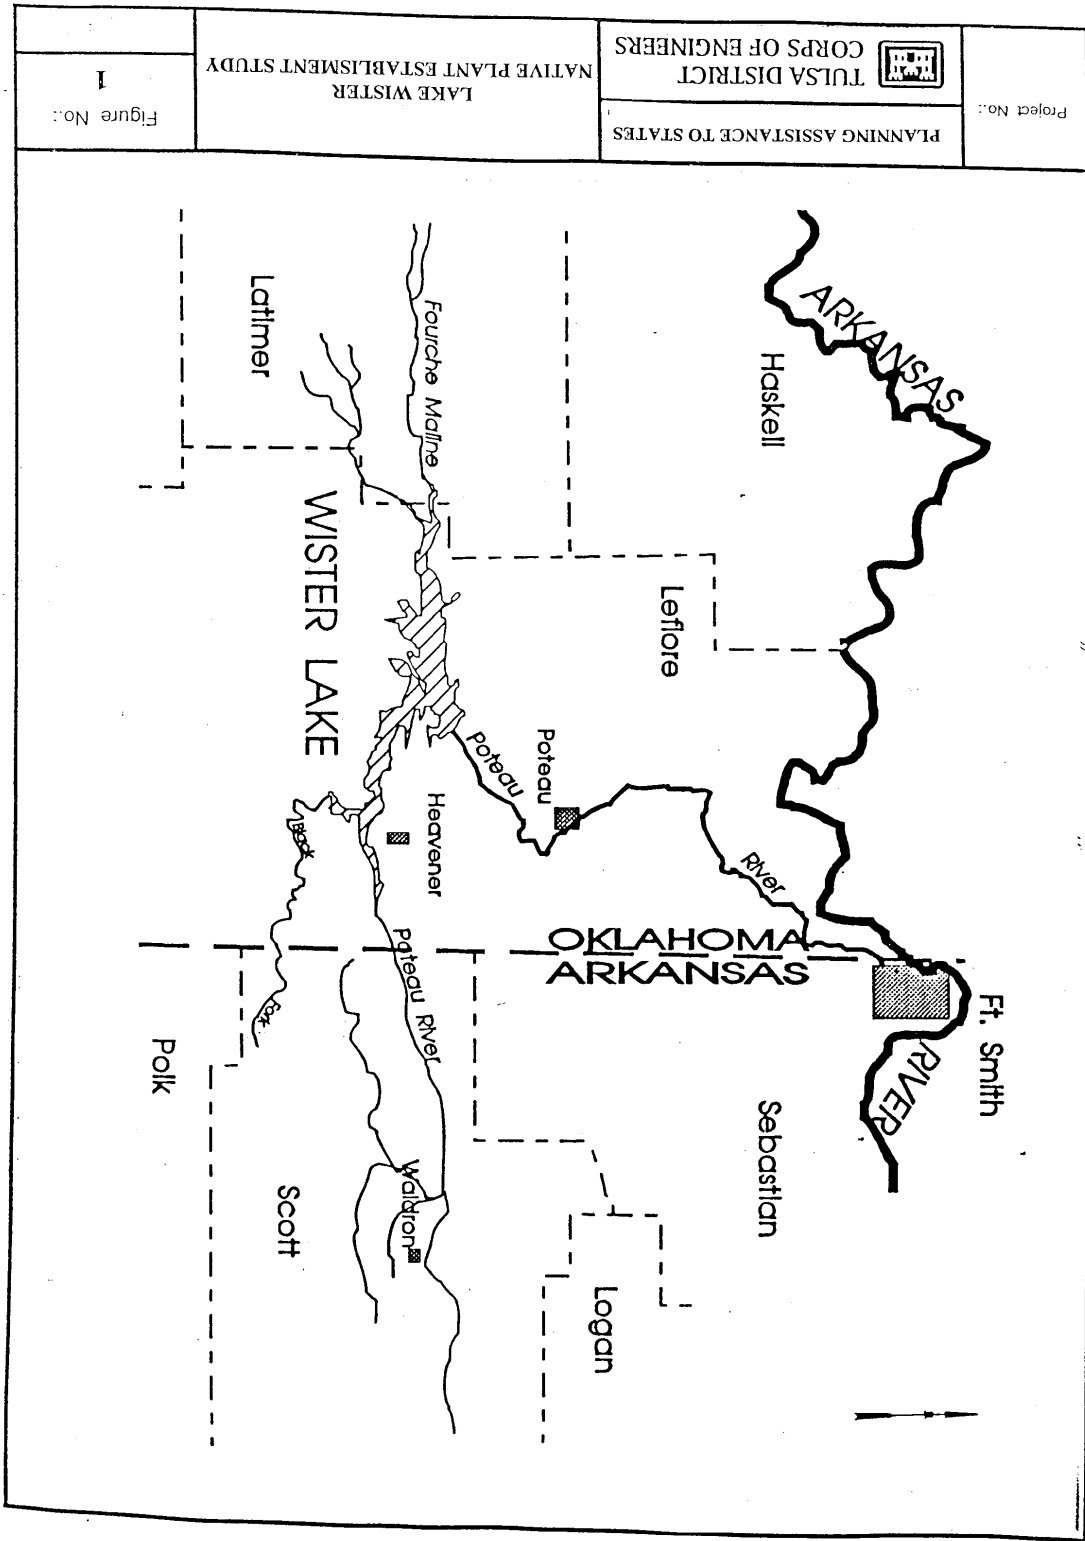 Project No.:
PLANNING ASSISTANCE TO STATES
TULSA DISTRICT
CORPS OF ENGINEERS
LAKE WISTER
NATIVE PLANT ESTABLISMENT STUDY
Figure No.:
1
ARKANSAS
RIVER
Haskell
Ft. Smith
Sebastian
Leflore
Poteau
Poteau
River
OKLAHOMA
ARKANSAS
Logan
Fourche Maline
Latimer
WISTER LAKE
Heavener
Poteau River
Waldron
Black
Fork
Scott
Polk